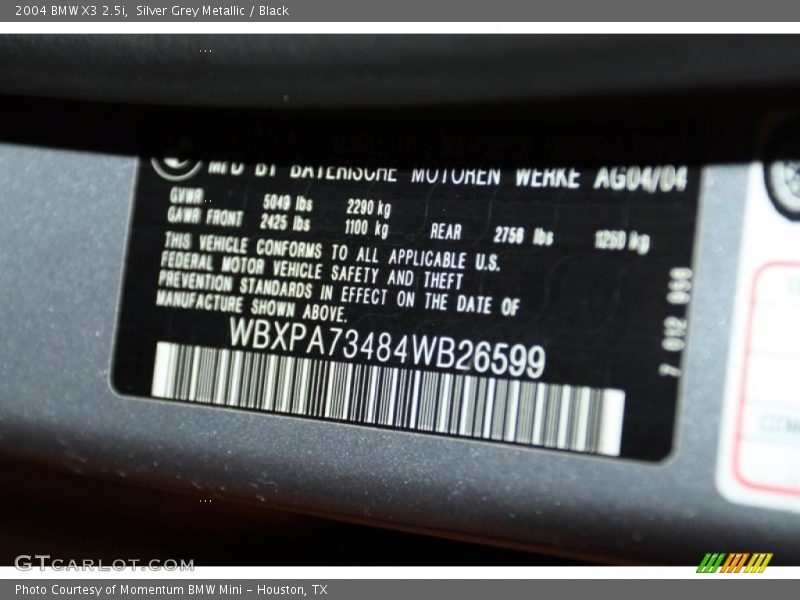 2004 BMW X3 2.5i,  Silver Grey Metallic / Black
MFD BY BAYERISCHE MOTOREN WERKE AG04/04
GVWR 5049 lbs 2290 kg
GAWR FRONT 2425 lbs 1100 kg REAR 2756 lbs 1250 kg
THIS VEHICLE CONFORMS TO ALL APPLICABLE U.S.
FEDERAL MOTOR VEHICLE SAFETY AND THEFT
PREVENTION STANDARDS IN EFFECT ON THE DATE OF
MANUFACTURE SHOWN ABOVE.
WBXPA73484WB26599
7 012 950
GTCARLOT.COM
Photo Courtesy of Momentum BMW Mini - Houston, TX